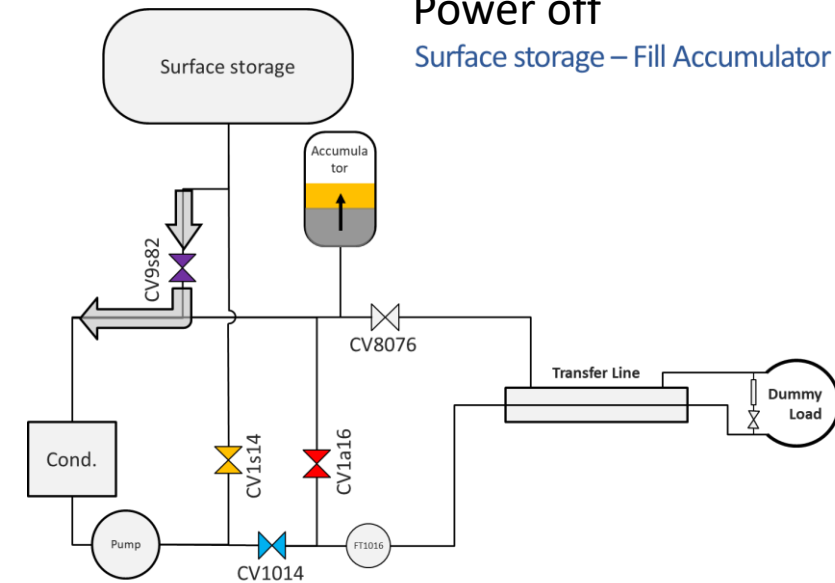 Power off
Surface storage – Fill Accumulator
Surface storage
Accumula
tor
CV9s82
CV8076
Transfer Line
Dummy
Load
Cond.
CV1s14
CV1a16
Pump
FT1016
CV1014